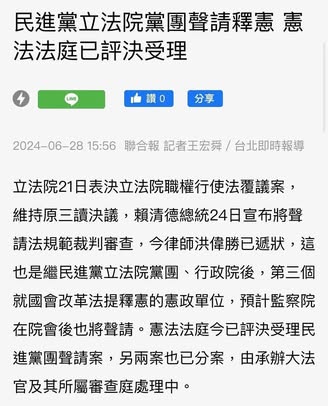 民進黨立法院黨團聲請釋憲 憲
法法庭已評決受理
LINE
讚 0
分享
2024-06-28 15:56 聯合報 記者王宏舜／台北即時報導
立法院21日表決立法院職權行使法覆議案，
維持原三讀決議，賴清德總統24日宣布將聲
請法規範裁判審查，今律師洪偉勝已遞狀，這
也是繼民進黨立法院黨團、行政院後，第三個
就國會改革法提釋憲的憲政單位，預計監察院
在院會後也將聲請。憲法法庭今已評決受理民
進黨團聲請案，另兩案也已分案，由承辦大法
官及其所屬審查庭處理中。